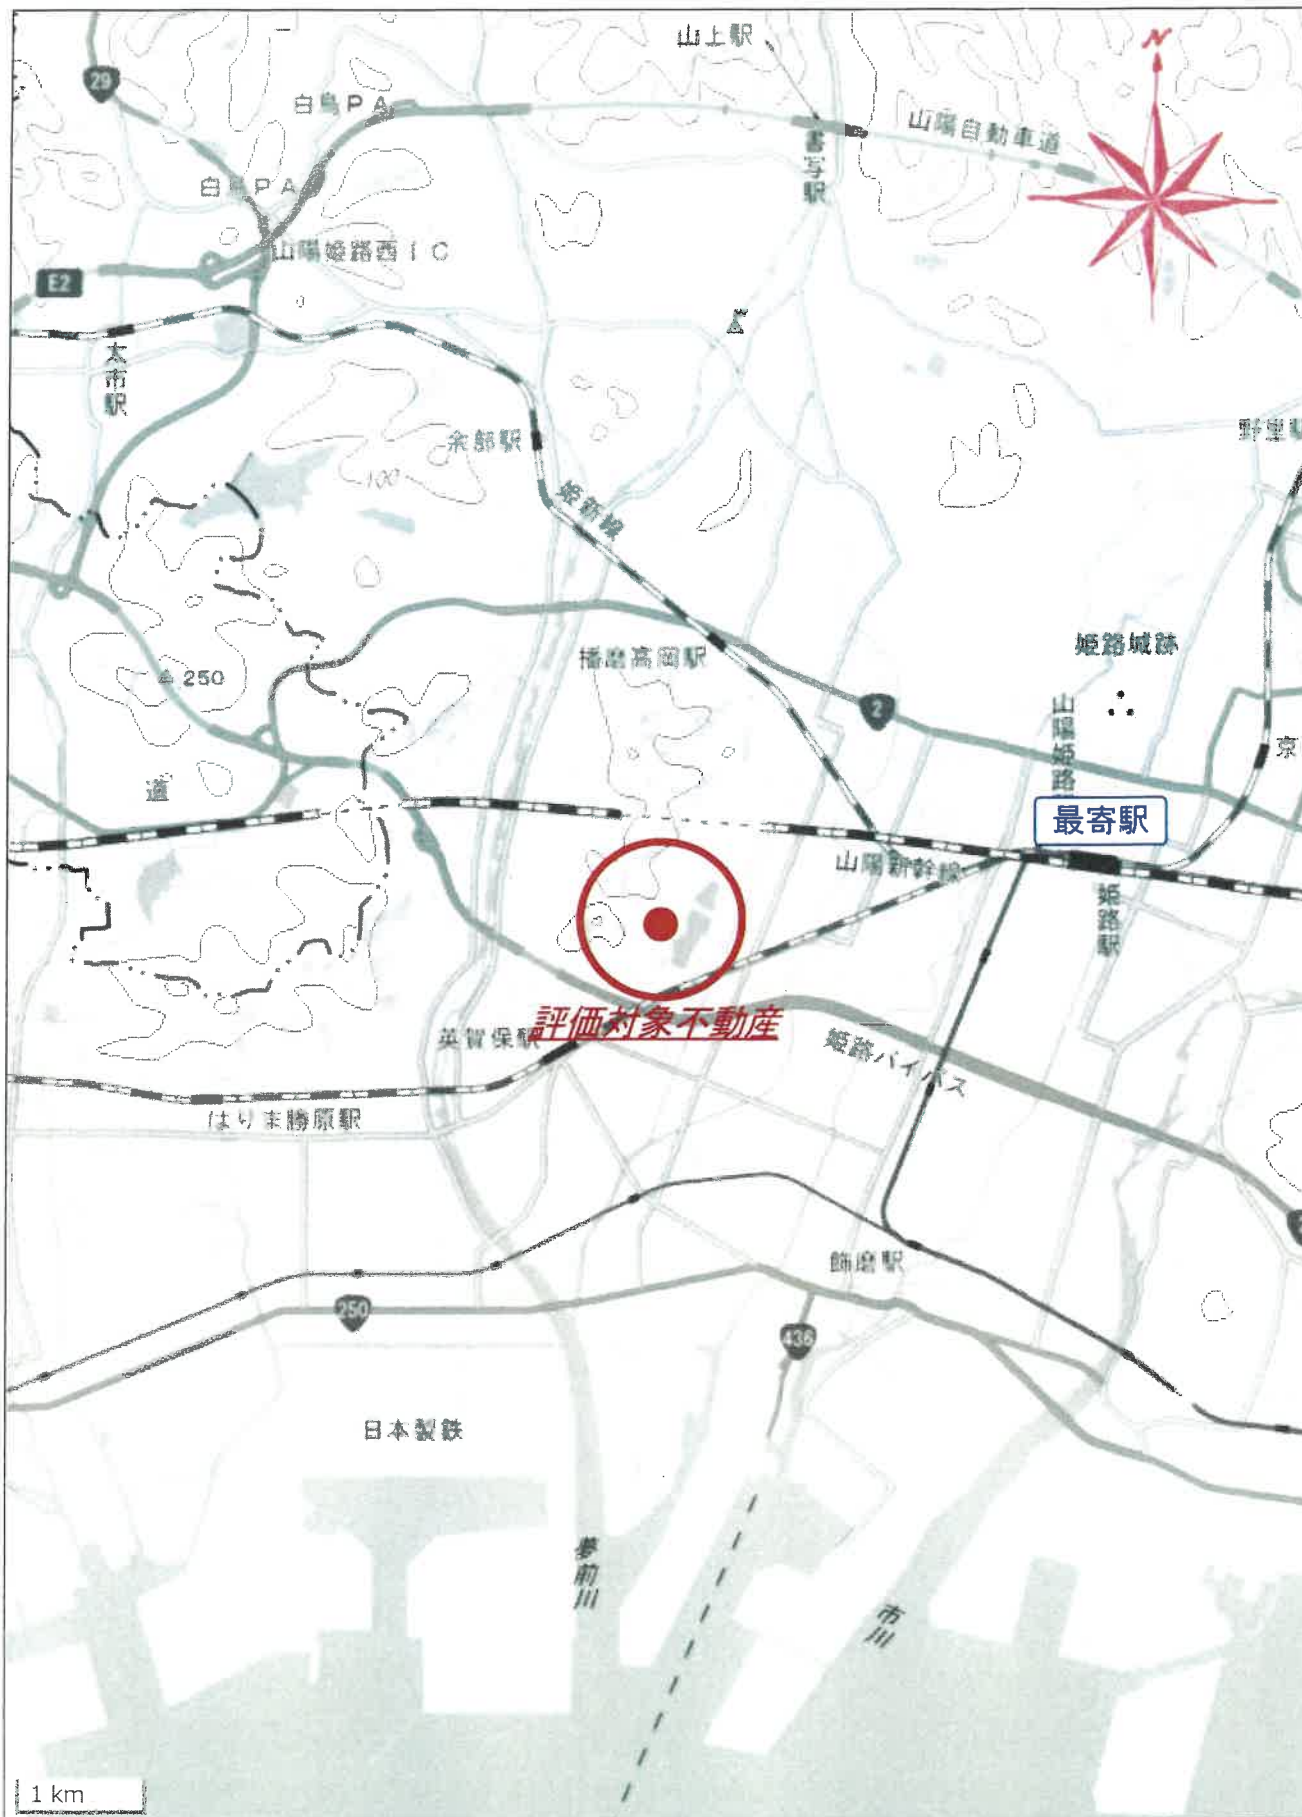 山上駅
N
29
白鳥PA
山陽自動車道
書写駅
白鳥PA
山陽姫路西IC
E2
太市駅
余部駅
野里駅
100
姫新線
播磨高岡駅
姫路城跡
250
2
山陽姫路
京
道
最寄駅
山陽新幹線
姫路駅
評価対象不動産
英賀保駅
姫路バイパス
はりま勝原駅
飾磨駅
250
436
日本製鉄
夢前川
市川
1 km